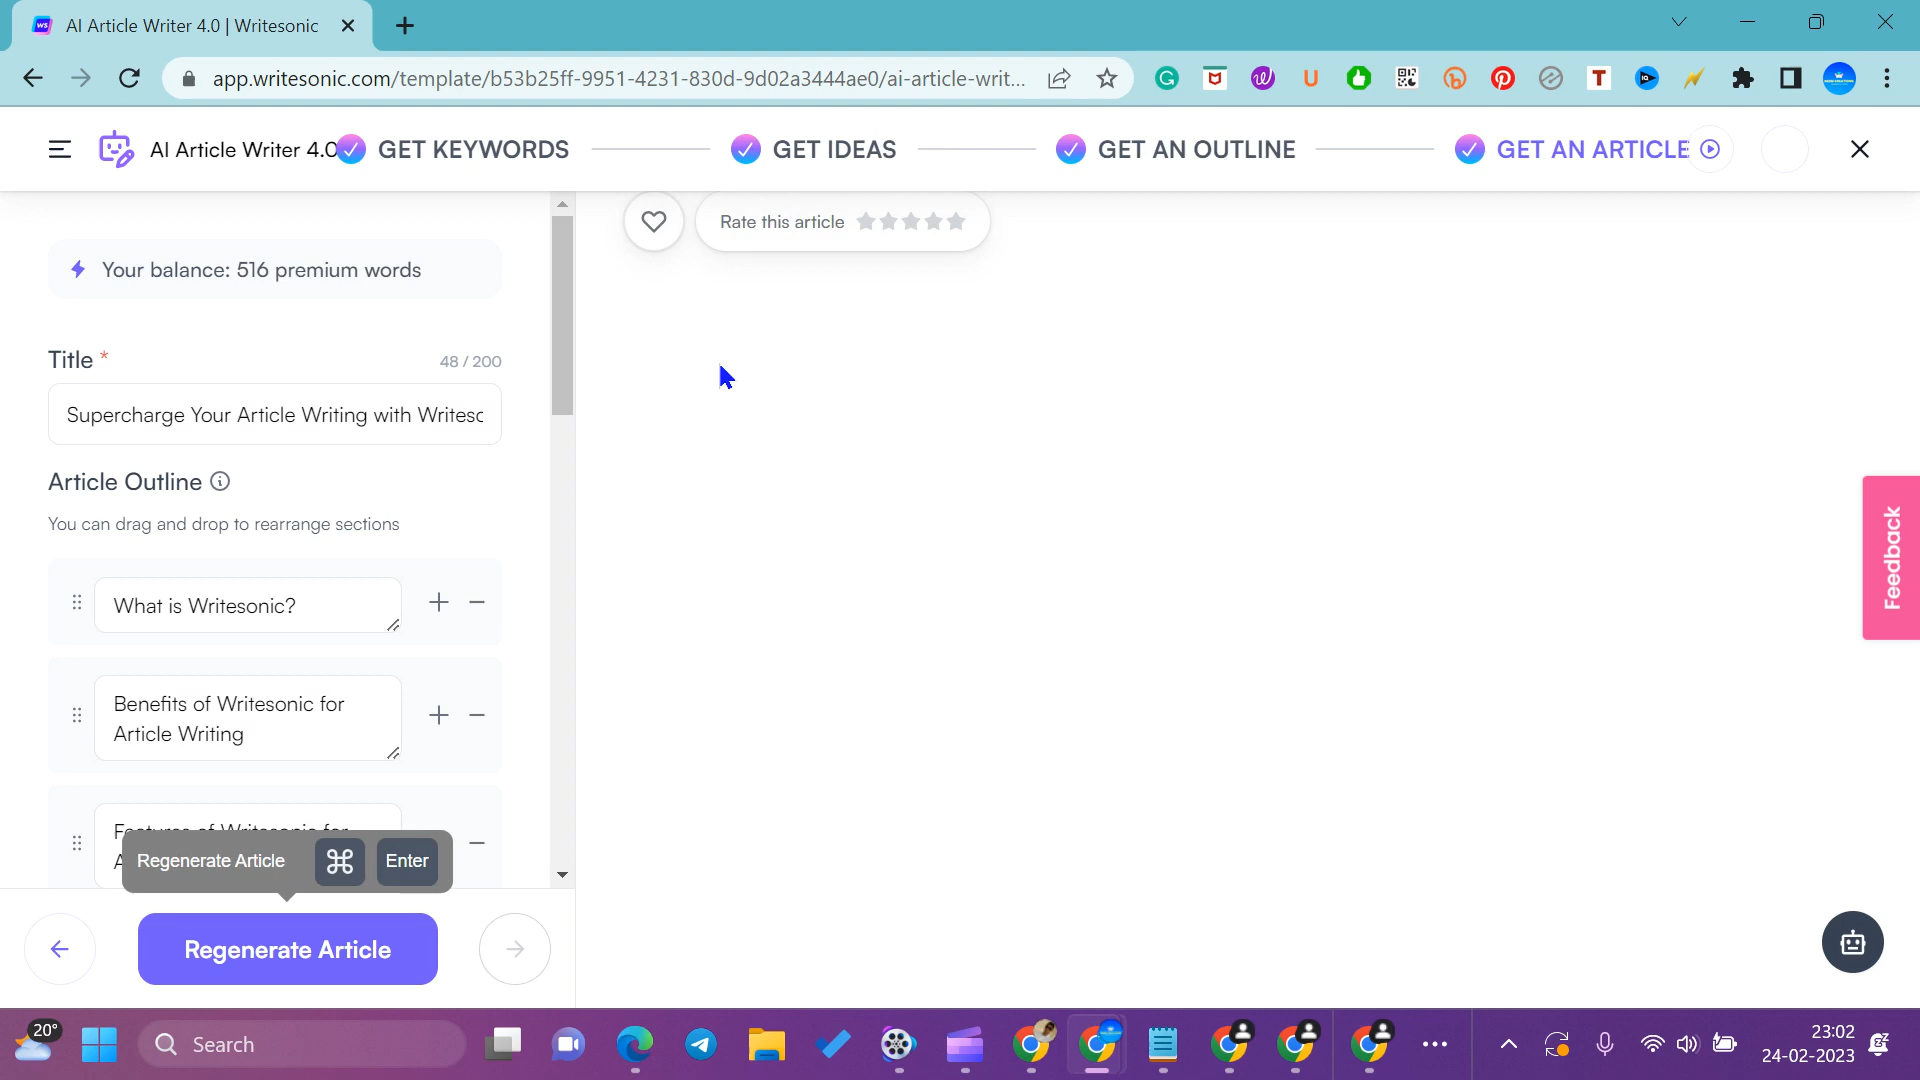 AI Article Writer 4.0 | Writesonic
app.writesonic.com/template/b53b25ff-9951-4231-830d-9d02a3444ae0/ai-article-writ...
AI Article Writer 4.0
GET KEYWORDS
GET IDEAS
GET AN OUTLINE
GET AN ARTICLE
Your balance: 516 premium words
Rate this article
Title *
48 / 200
Supercharge Your Article Writing with Writesc
Article Outline
You can drag and drop to rearrange sections
What is Writesonic?
Benefits of Writesonic for
Article Writing
Features of Writesonic for
A
Regenerate Article
⌘
Enter
Regenerate Article
Feedback
20°
Search
23:02
24-02-2023